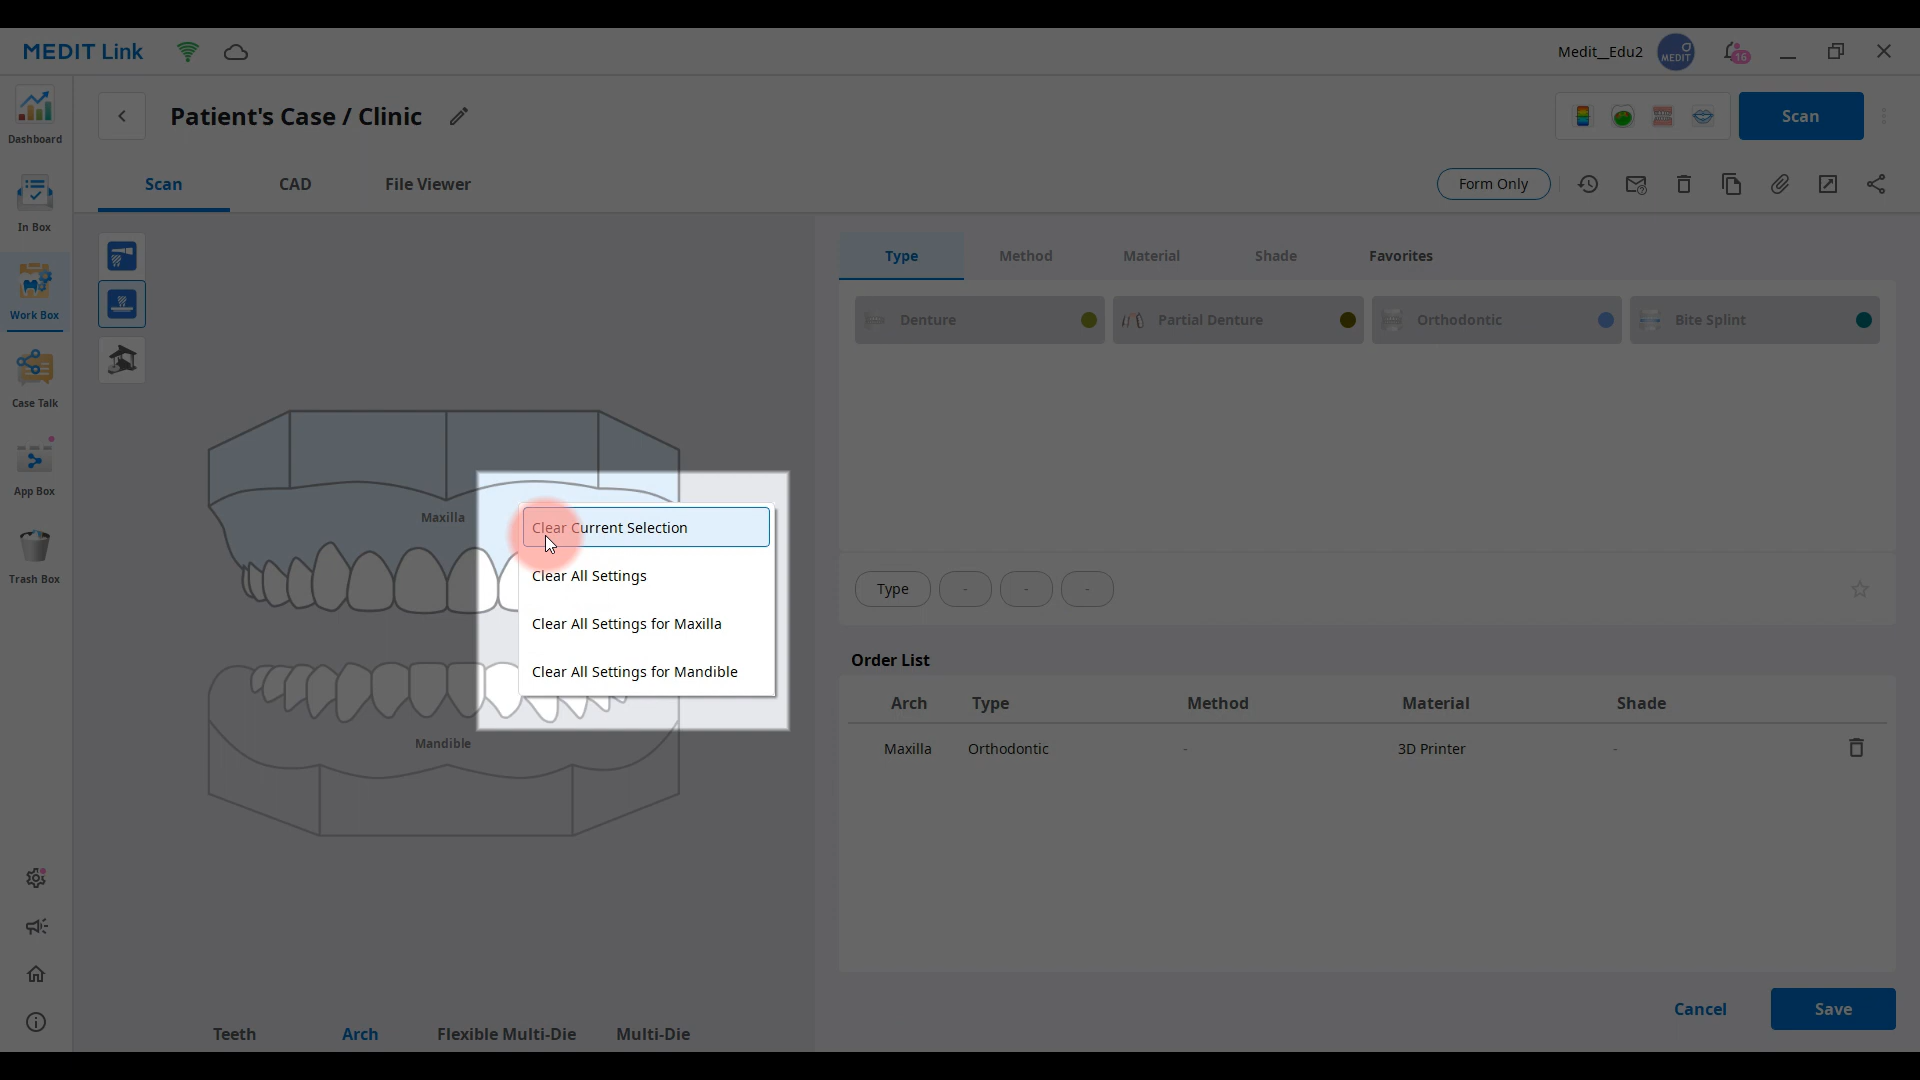 MEDIT Link
Medit__Edu2
MEDIT
16
Dashboard
In Box
Work Box
Case Talk
App Box
Trash Box
Patient's Case / Clinic
Scan
Scan
CAD
File Viewer
Form Only
Type
Method
Material
Shade
Favorites
Denture
Partial Denture
Orthodontic
Bite Splint
Maxilla
Mandible
Clear Current Selection
Clear All Settings
Clear All Settings for Maxilla
Clear All Settings for Mandible
Type
-
-
-
Order List
Arch Type Method Material Shade
Maxilla Orthodontic - 3D Printer -
Cancel
Save
Teeth
Arch
Flexible Multi-Die
Multi-Die